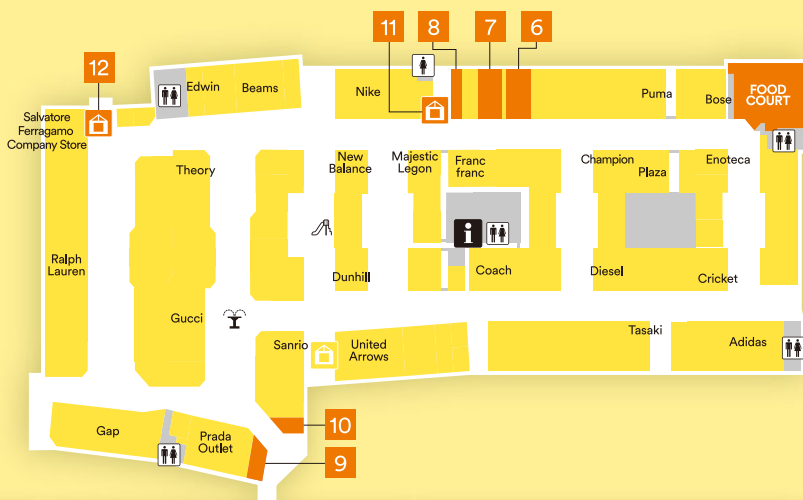 11
8
7
6
12
Edwin
Beams
Nike
Puma
Bose
FOOD
COURT
Salvatore
Ferragamo
Company Store
Theory
New
Balance
Majestic
Legon
Franc
franc
Champion
Plaza
Enoteca
i
Ralph
Lauren
Dunhill
Coach
Diesel
Cricket
Gucci
Sanrio
United
Arrows
Tasaki
Adidas
10
Gap
Prada
Outlet
9